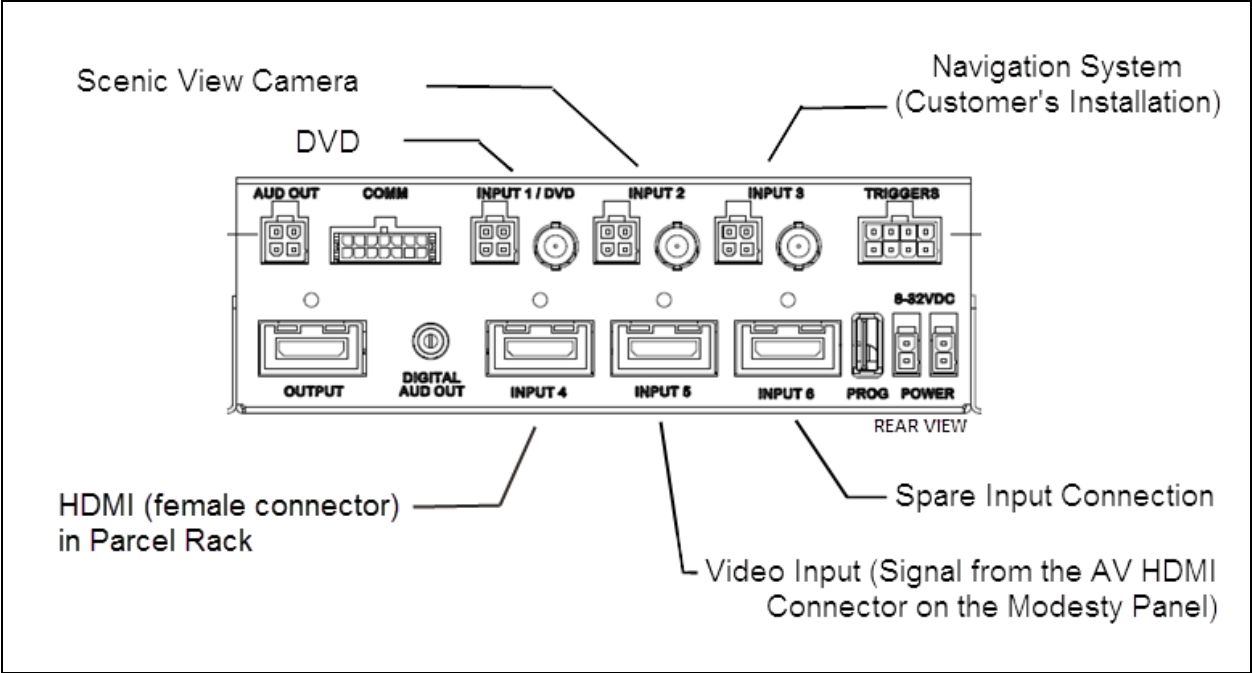 Scenic View Camera
Navigation System
(Customer's Installation)
DVD
AUD OUT
COMM
INPUT 1 / DVD
INPUT 2
INPUT 3
TRIGGERS
8-32VDC
OUTPUT
DIGITAL
AUD OUT
INPUT 4
INPUT 5
INPUT 6
PROG
POWER
REAR VIEW
HDMI (female connector)
in Parcel Rack
Spare Input Connection
Video Input (Signal from the AV HDMI
Connector on the Modesty Panel)